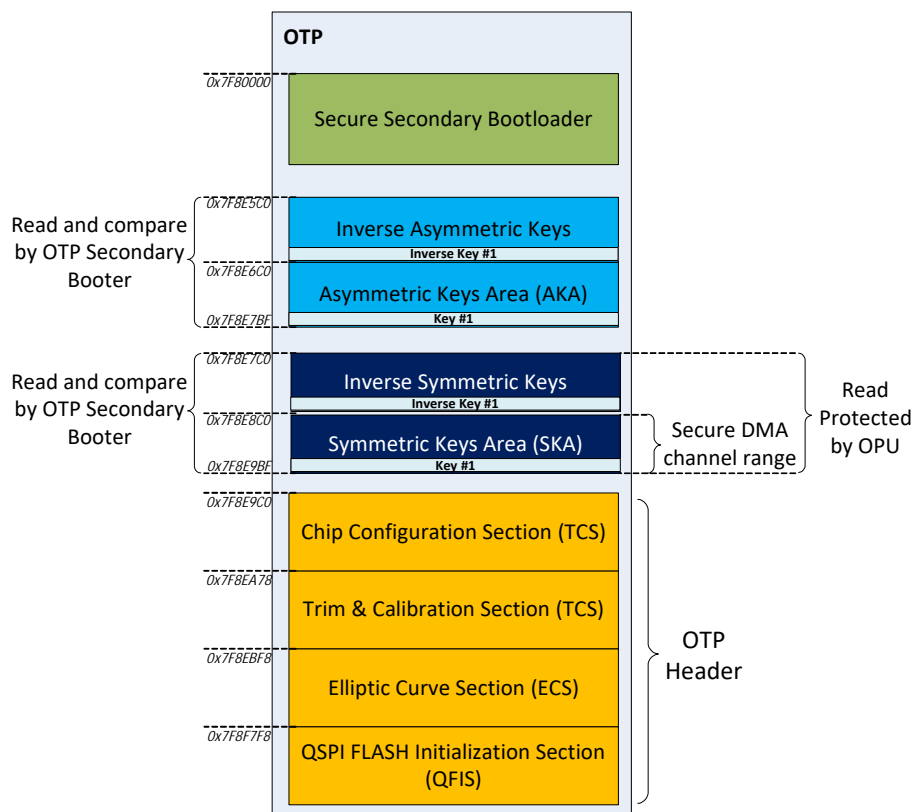 OTP
0x7F80000
Secure Secondary Bootloader
0x7F8E5C0
Read and compare
by OTP Secondary
Booter
Inverse Asymmetric Keys
Inverse Key #1
0x7F8E6C0
Asymmetric Keys Area (AKA)
Key #1
0x7F8E7BF
0x7F8E7C0
Read and compare
by OTP Secondary
Booter
Inverse Symmetric Keys
Inverse Key #1
0x7F8E8C0
Symmetric Keys Area (SKA)
Key #1
0x7F8E9BF
Secure DMA
channel range
Read
Protected
by OPU
0x7F8E9C0
Chip Configuration Section (TCS)
0x7F8EA78
Trim & Calibration Section (TCS)
0x7F8EBF8
Elliptic Curve Section (ECS)
0x7F8F7F8
QSPI FLASH Initialization Section
(QFIS)
OTP
Header